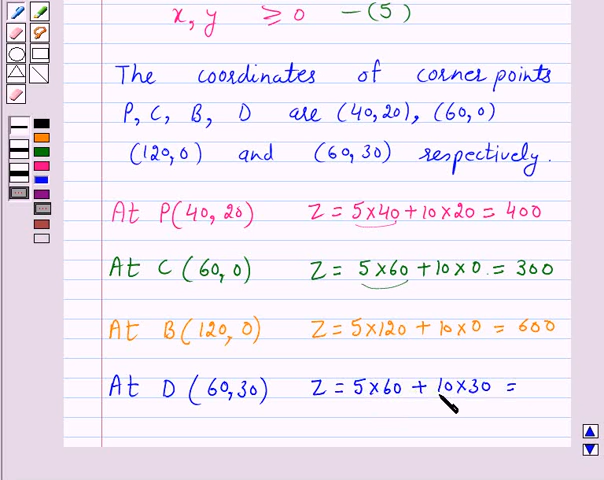 x, y ≥ 0 —(5)
The coordinates of corner points
P, C, B, D are (40,20), (60,0)
(120,0) and (60,30) respectively.
At P(40,20) Z = 5×40+10×20 = 400
At C (60,0) Z = 5×60+10×0 = 300
At B(120,0) Z = 5×120+10×0 = 600
At D (60,30) Z = 5×60+10×30 =